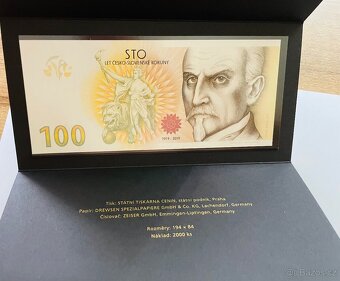 STO
LET ČESKO-SLOVENSKÉ KORUNY
100
1919 - 2019
Tisk: STÁTNÍ TISKÁRNA CENIN, státní podnik, Praha
Papír: DREWSEN SPEZIALPAPIERE GmbH & Co. KG, Lachendorf, Germany
Číslovač: ZEISER GmbH, Emmingen-Liptingen, Germany
Rozměry: 194 × 84
Náklad: 2000 ks